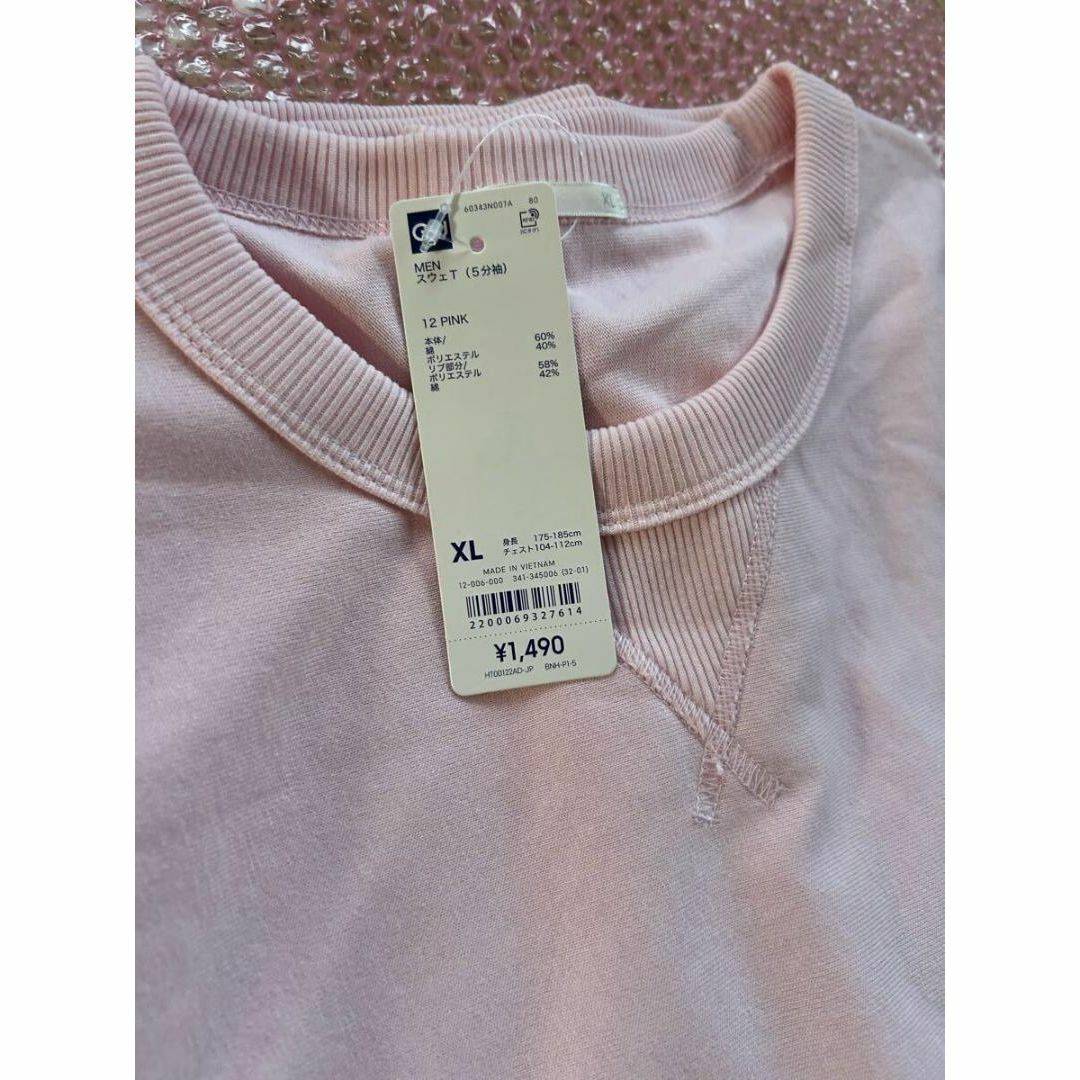 60343N007A 80
GU
XL
MEN
スウェT（5分袖）
12 PINK
本体/
綿 60%
ポリエステル 40%
リブ部分/
ポリエステル 58%
綿 42%
XL
身長 175-185cm
チェスト104-112cm
MADE IN VIETNAM
12-006-000 341-345006 (32-01)
2200069327614
¥1,490
HT00122AD-JP BNH-P1-5